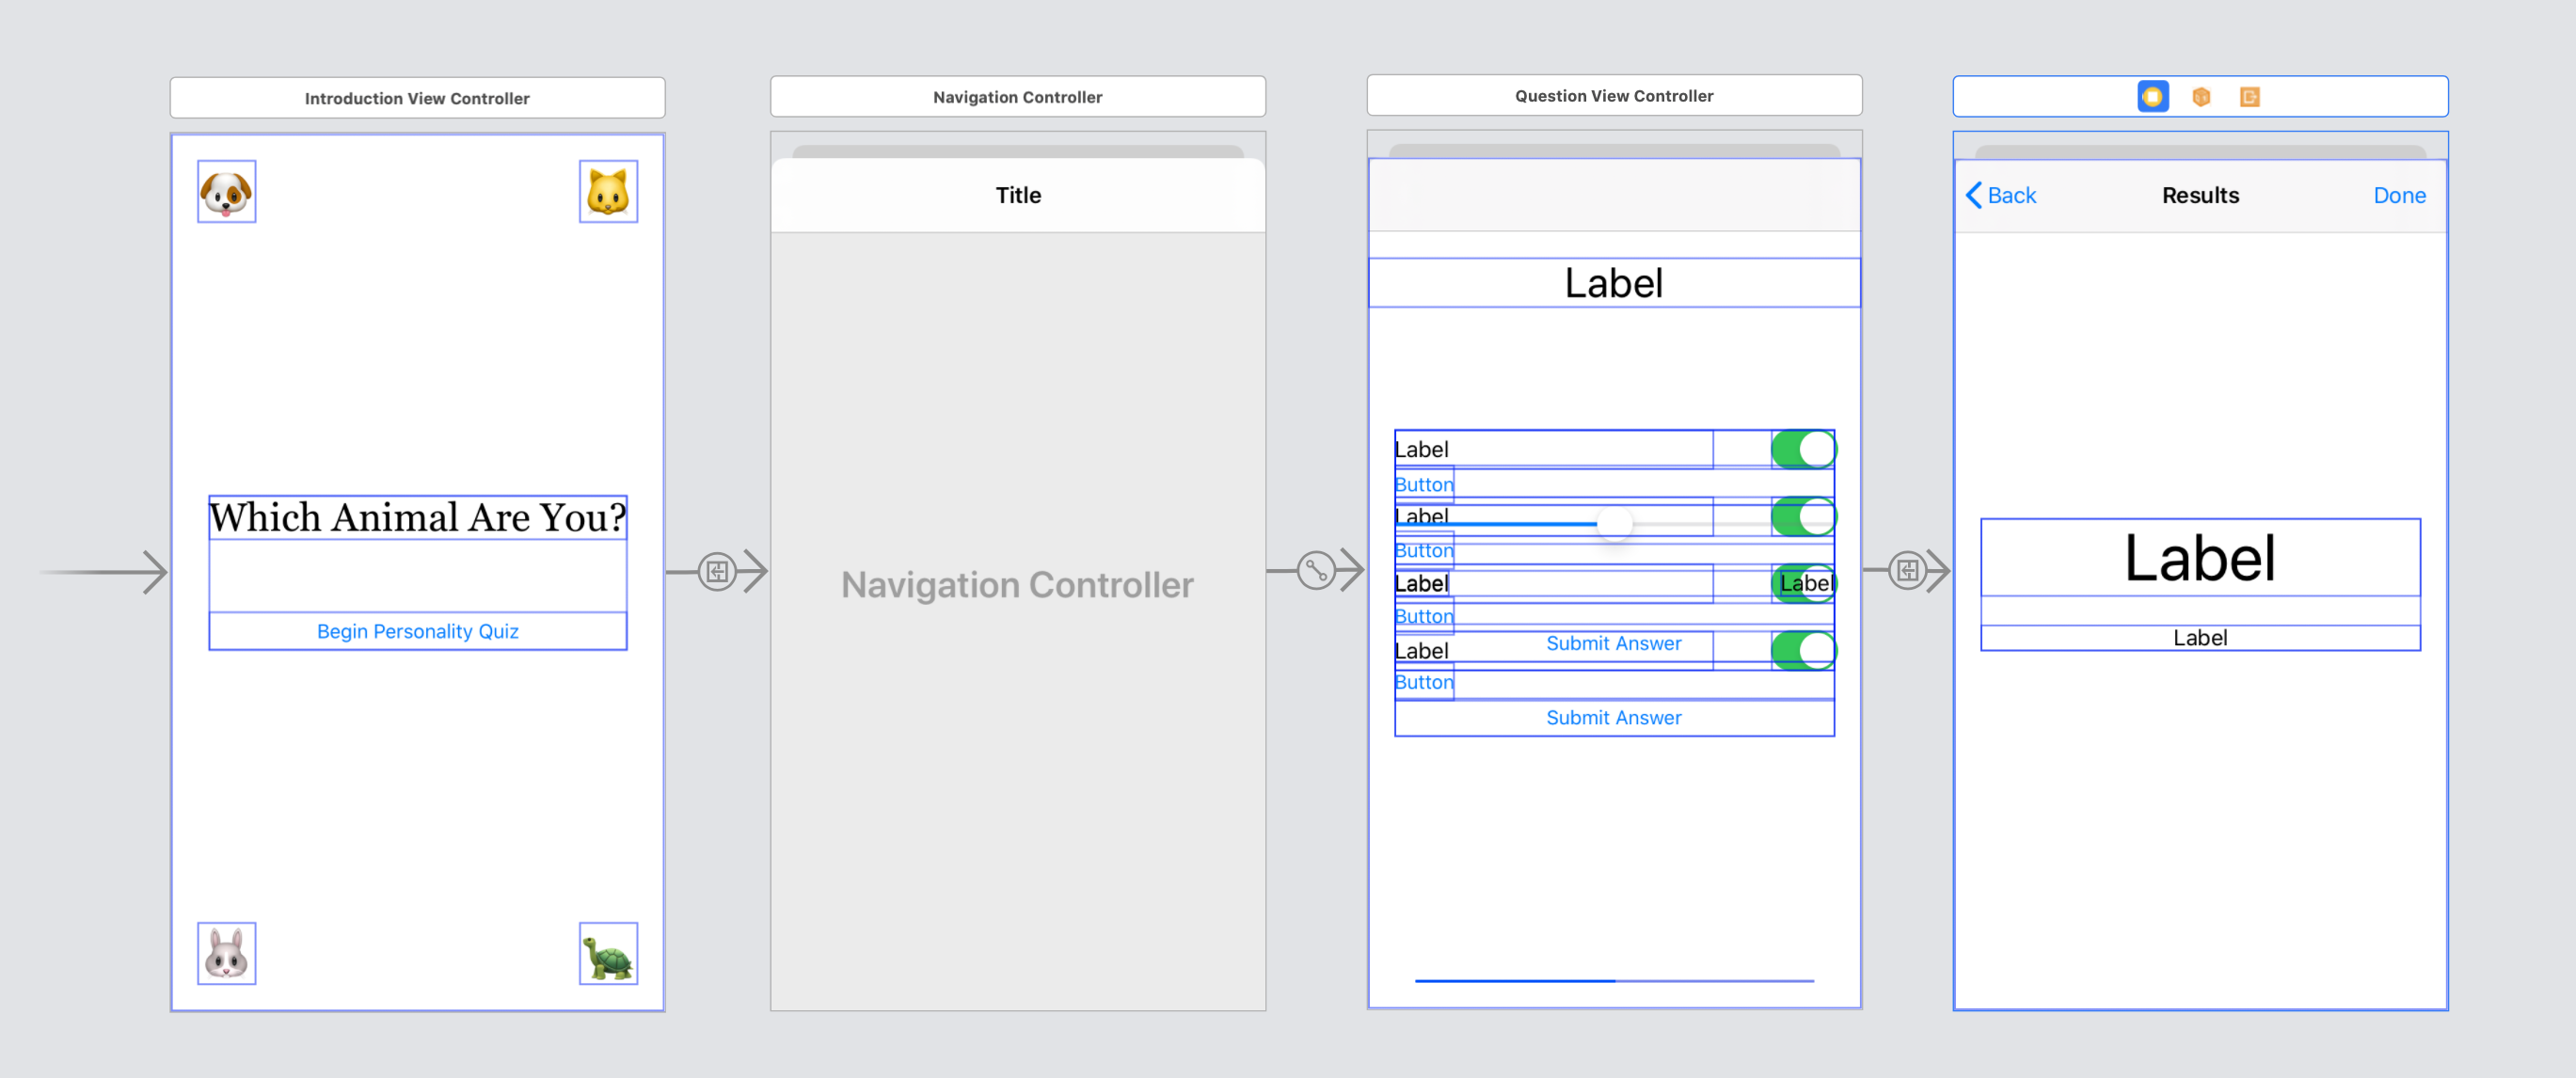 Introduction View Controller
Which Animal Are You?
Begin Personality Quiz
Navigation Controller
Title
Navigation Controller
Question View Controller
Label
Label
Button
Label
Button
Label Label
Button
Submit Answer
Label
Button
Submit Answer
Back Results Done
Label
Label